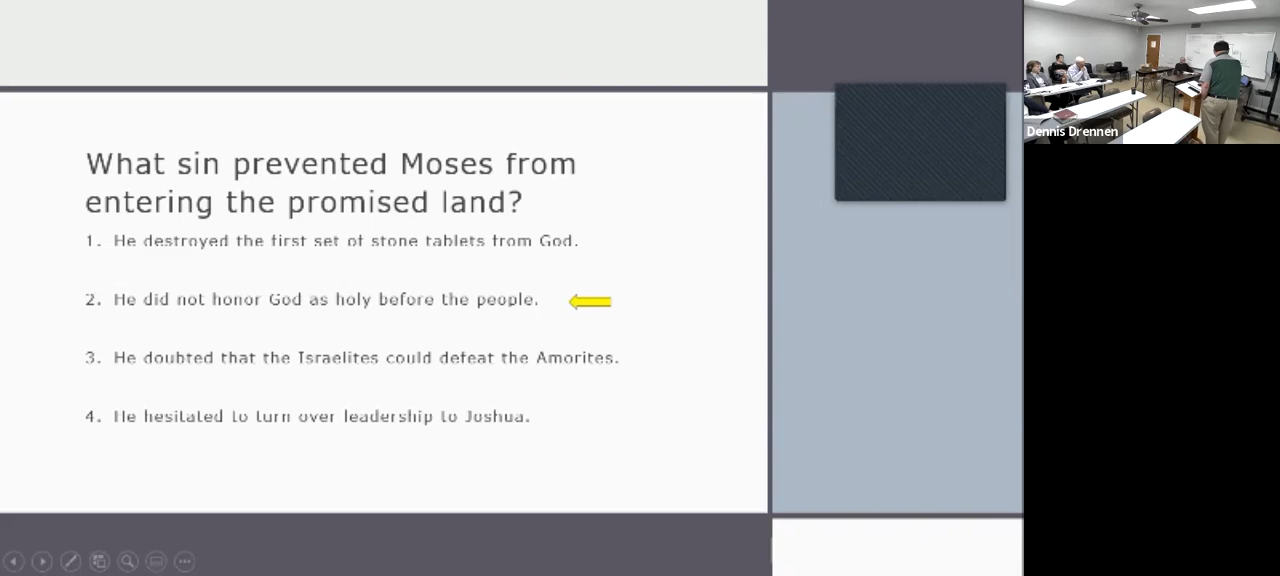 What sin prevented Moses from
entering the promised land?
1. He destroyed the first set of stone tablets from God.
2. He did not honor God as holy before the people.
3. He doubted that the Israelites could defeat the Amorites.
4. He hesitated to turn over leadership to Joshua.
Dennis Drennen